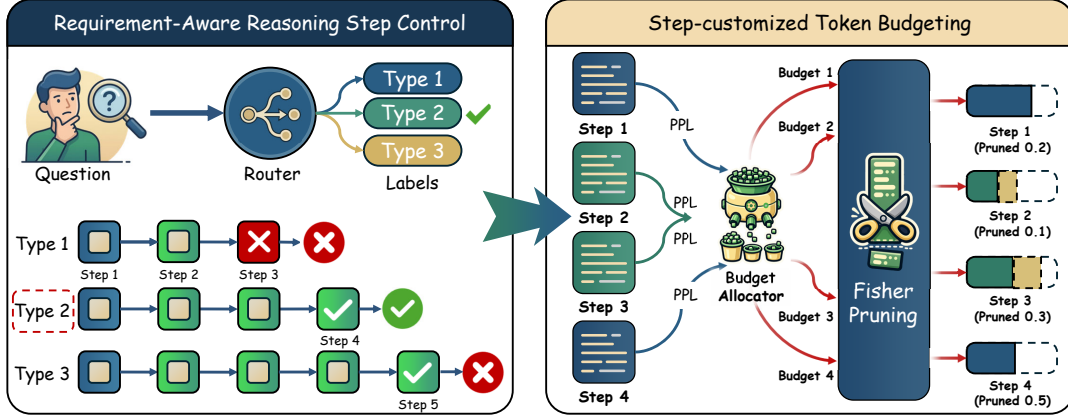 Requirement-Aware Reasoning Step Control
?
Question
Router
Type 1
Type 2
Type 3
Labels
Type 1
Step 1
Step 2
Step 3
Type 2
Step 4
Type 3
Step 5
Step-customized Token Budgeting
Step 1
Step 2
Step 3
Step 4
PPL
PPL
PPL
PPL
Budget
Allocator
Budget 1
Budget 2
Budget 3
Budget 4
Fisher
Pruning
Step 1
(Pruned 0.2)
Step 2
(Pruned 0.1)
Step 3
(Pruned 0.3)
Step 4
(Pruned 0.5)